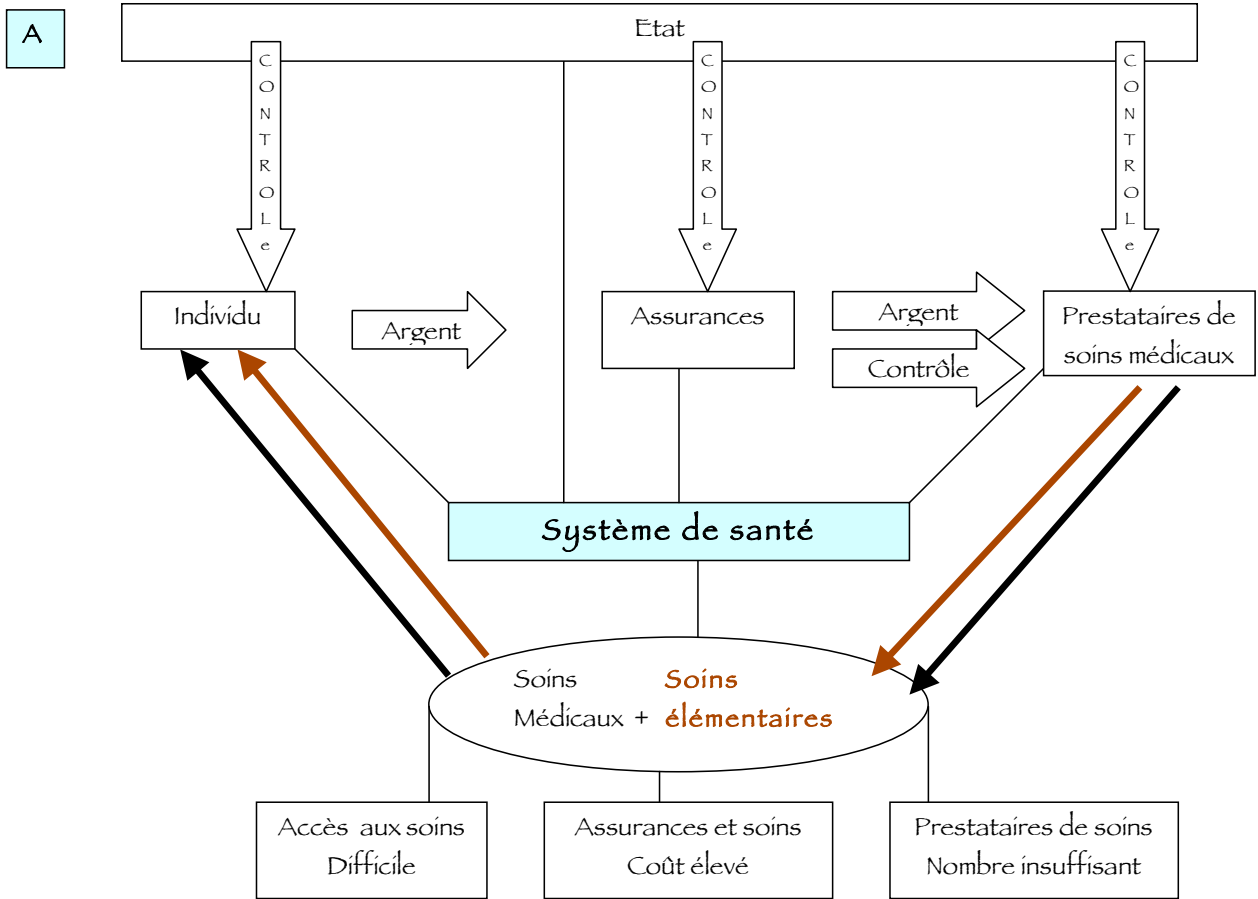 A
Etat
CONTROLe
CONTROLe
CONTROLe
Individu
Argent
Assurances
Argent
Contrôle
Prestataires de
soins médicaux
Système de santé
Soins Soins
Médicaux + élémentaires
Accès aux soins
Difficile
Assurances et soins
Coût élevé
Prestataires de soins
Nombre insuffisant